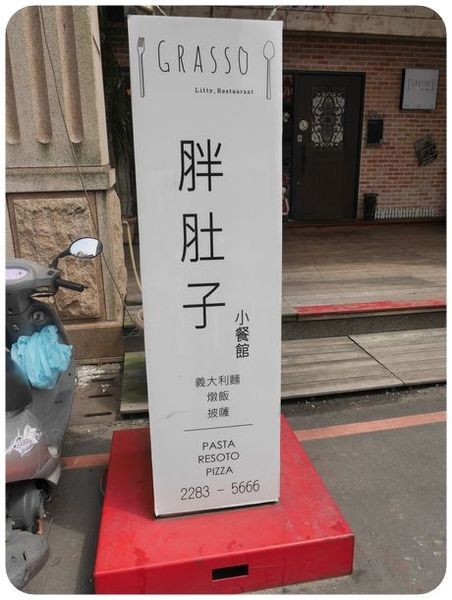 GRASSO
Litty. Restaurant
胖肚子
小餐館
義大利麵
燉飯
披薩
PASTA
RESOTO
PIZZA
2283 - 5666
GRASSO